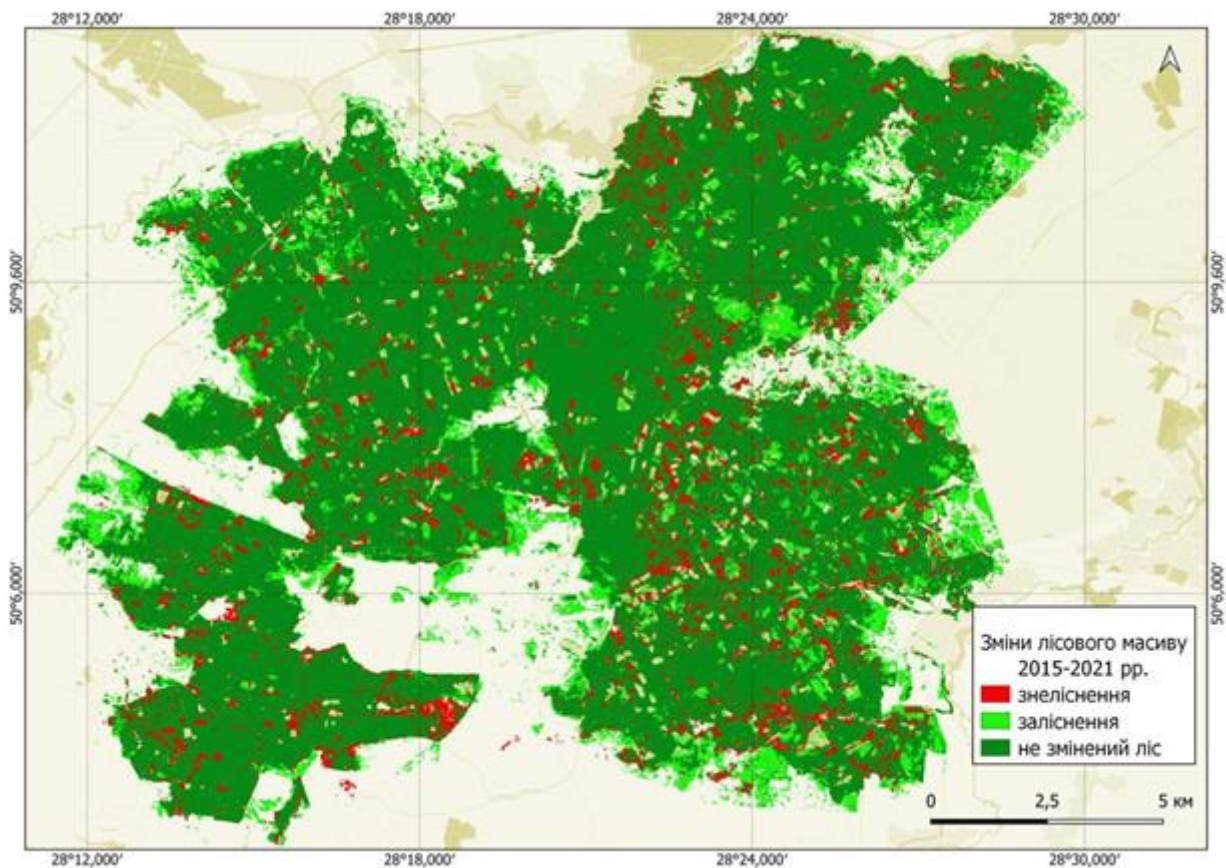 28°12,000' 28°18,000' 28°24,000' 28°30,000'
50°9,600' 50°9,600'
50°6,000' 50°6,000'
Зміни лісового масиву
2015-2021 рр.
знеліснення
заліснення
не змінений ліс
0 2,5 5 км
28°12,000' 28°18,000' 28°24,000' 28°30,000'